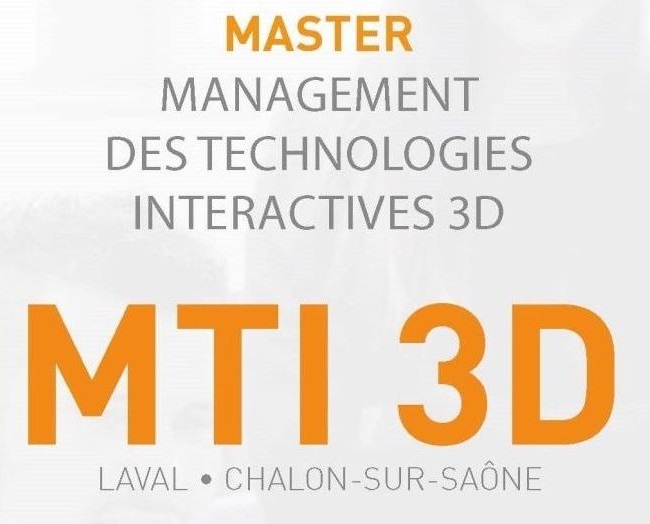 MASTER
MANAGEMENT
DES TECHNOLOGIES
INTERACTIVES 3D
MTI 3D
LAVAL • CHALON-SUR-SAÔNE